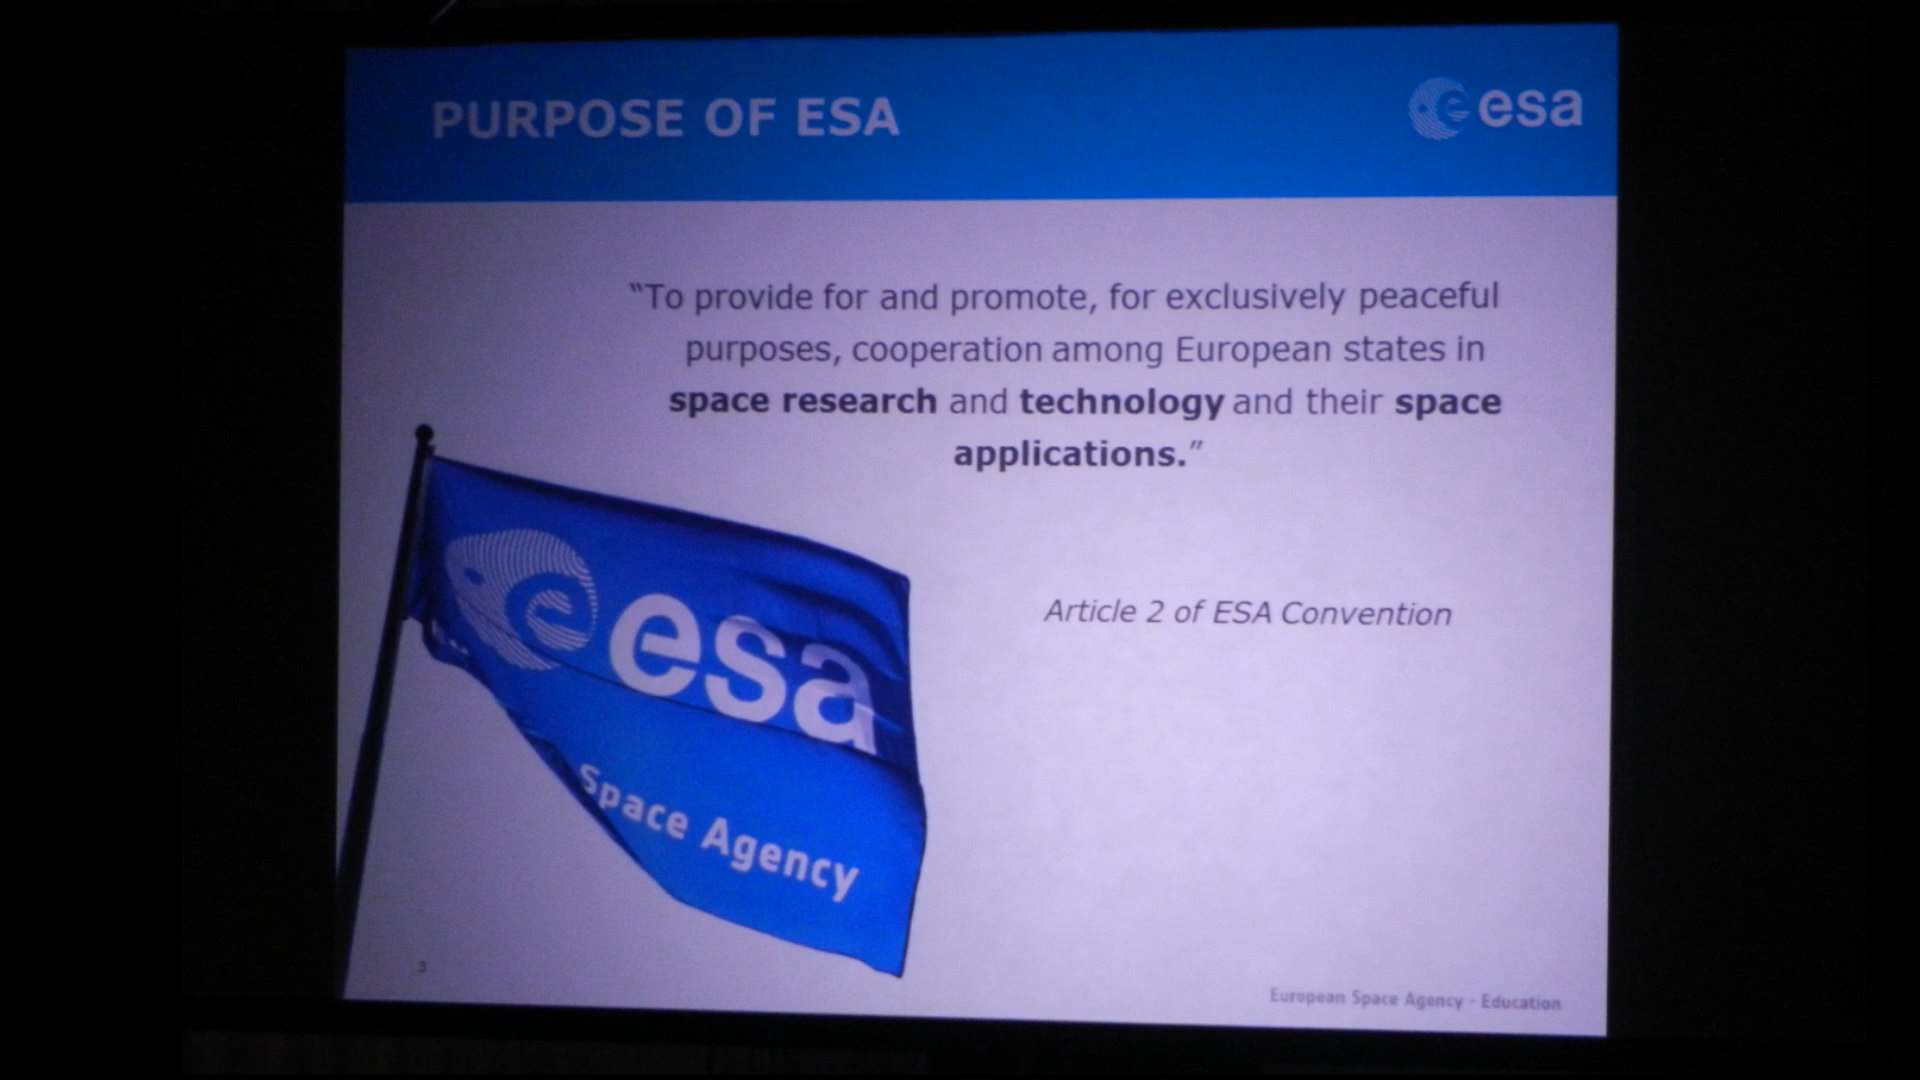 PURPOSE OF ESA
esa
“To provide for and promote, for exclusively peaceful
purposes, cooperation among European states in
space research and technology and their space
applications.”
Article 2 of ESA Convention
esa
Space Agency
3
European Space Agency - Education